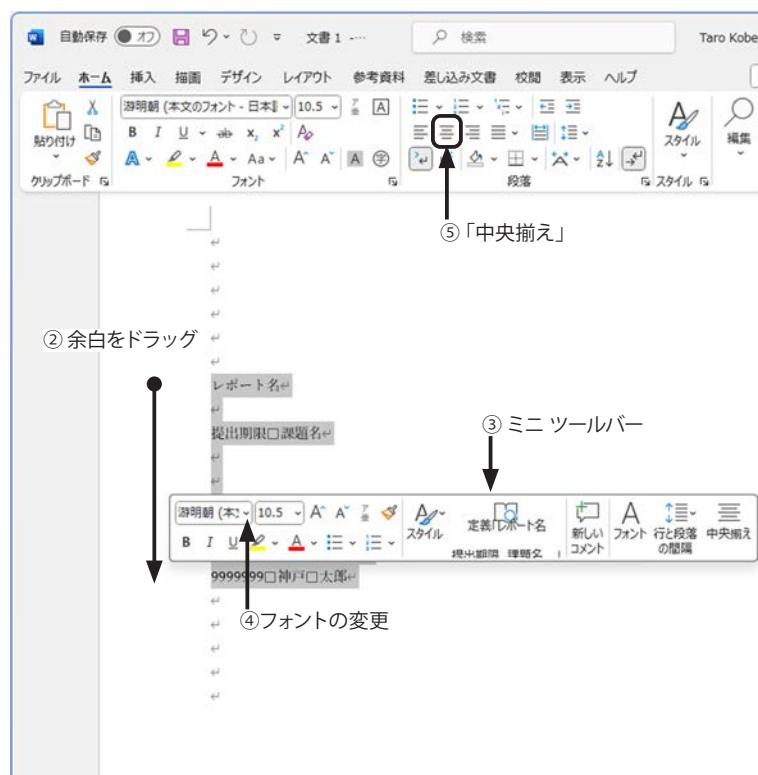 自動保存 オフ 文書 1 -… 検索 Taro Kobe
ファイル ホーム 挿入 描画 デザイン レイアウト 参考資料 差し込み文書 校閲 表示 ヘルプ
游明朝 (本文のフォント - 日本 10.5
貼り付け B I U ab x₂ x² A スタイル 編集
A A Aa A A A 字
クリップボード フォント 段落 スタイル
⑤「中央揃え」
② 余白をドラッグ
レポート名
提出期限□課題名
③ ミニ ツールバー
游明朝 (本 10.5 A A スタイル 定義「レポート名 新しいコメント フォント 行と段落の間隔 中央揃え
B I U A 提出期限 課題名
9999999□神戸□太郎
④フォントの変更